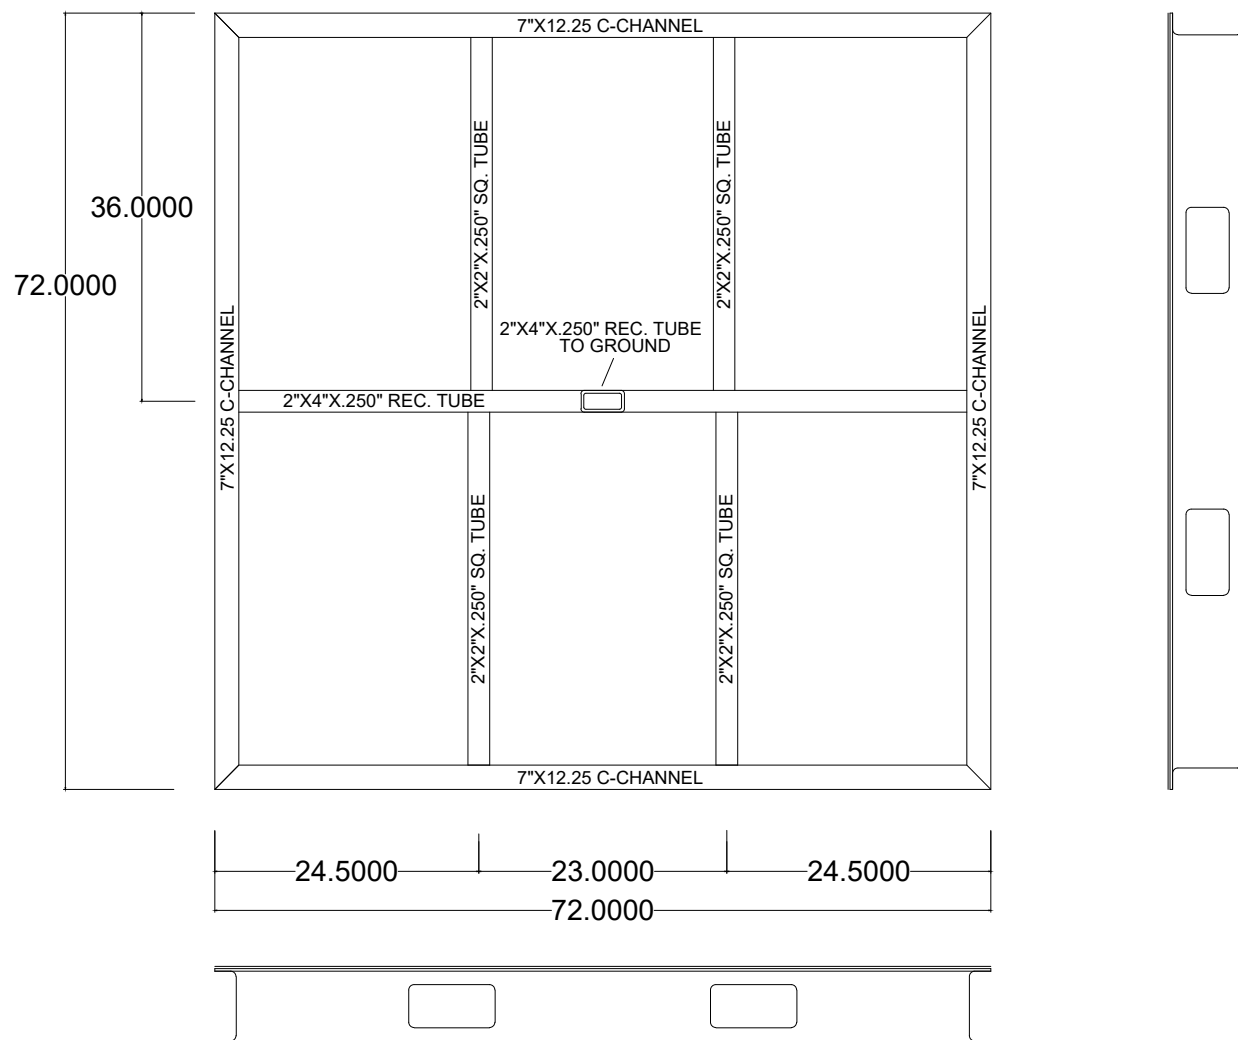 7"X12.25 C-CHANNEL
36.0000
72.0000
2"X2"X.250" SQ. TUBE
2"X2"X.250" SQ. TUBE
7"X12.25 C-CHANNEL
2"X4"X.250" REC. TUBE
TO GROUND
2"X4"X.250" REC. TUBE
7"X12.25 C-CHANNEL
2"X2"X.250" SQ. TUBE
2"X2"X.250" SQ. TUBE
7"X12.25 C-CHANNEL
24.5000
23.0000
24.5000
72.0000